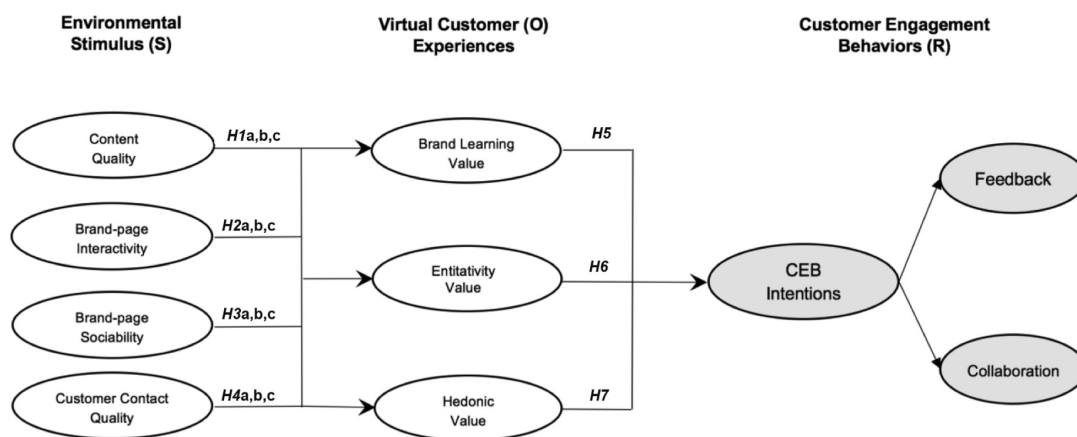 Environmental
Stimulus (S)
Virtual Customer (O)
Experiences
Customer Engagement
Behaviors (R)
Content
Quality
H1a,b,c
Brand Learning
Value
H5
Feedback
Brand-page
Interactivity
H2a,b,c
Entitativity
Value
H6
CEB
Intentions
Brand-page
Sociability
H3a,b,c
Collaboration
Customer Contact
Quality
H4a,b,c
Hedonic
Value
H7